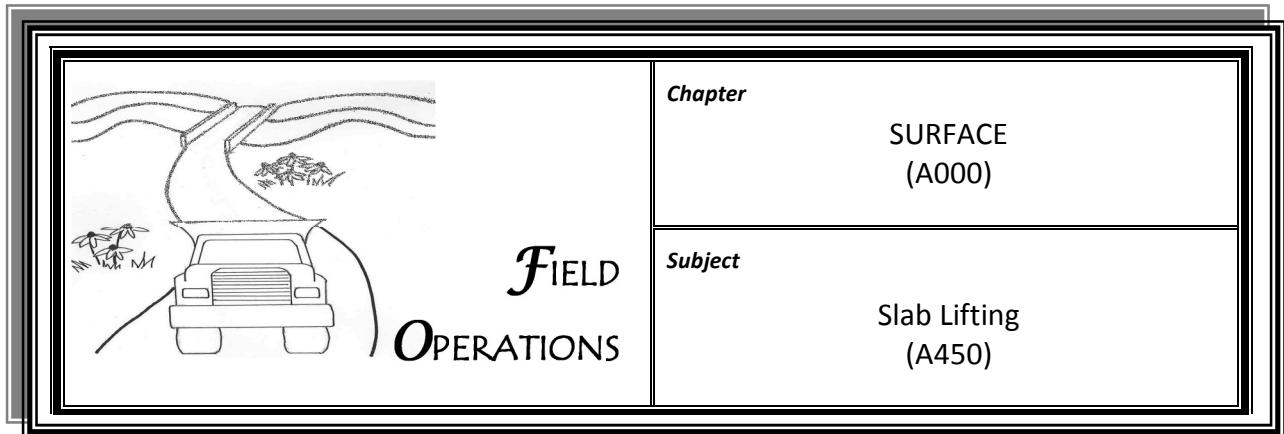 FIELD
OPERATIONS
Chapter
SURFACE
(A000)
Subject
Slab Lifting
(A450)